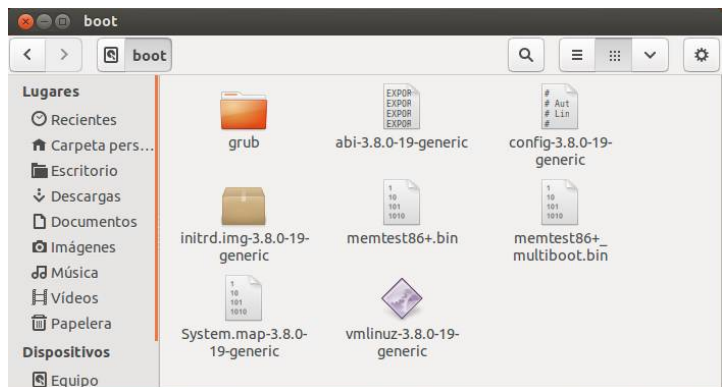 boot
boot
Lugares
Recientes
Carpeta pers...
Escritorio
Descargas
Documentos
Imágenes
Música
Vídeos
Papelera
Dispositivos
Equipo
grub
EXPOR
EXPOR
EXPOR
EXPOR
abi-3.8.0-19-generic
#
# Aut
# Lin
#
config-3.8.0-19-
generic
initrd.img-3.8.0-19-
generic
1
10
101
1010
memtest86+.bin
1
10
101
1010
memtest86+_
multiboot.bin
1
10
101
1010
System.map-3.8.0-
19-generic
vmlinuz-3.8.0-19-
generic